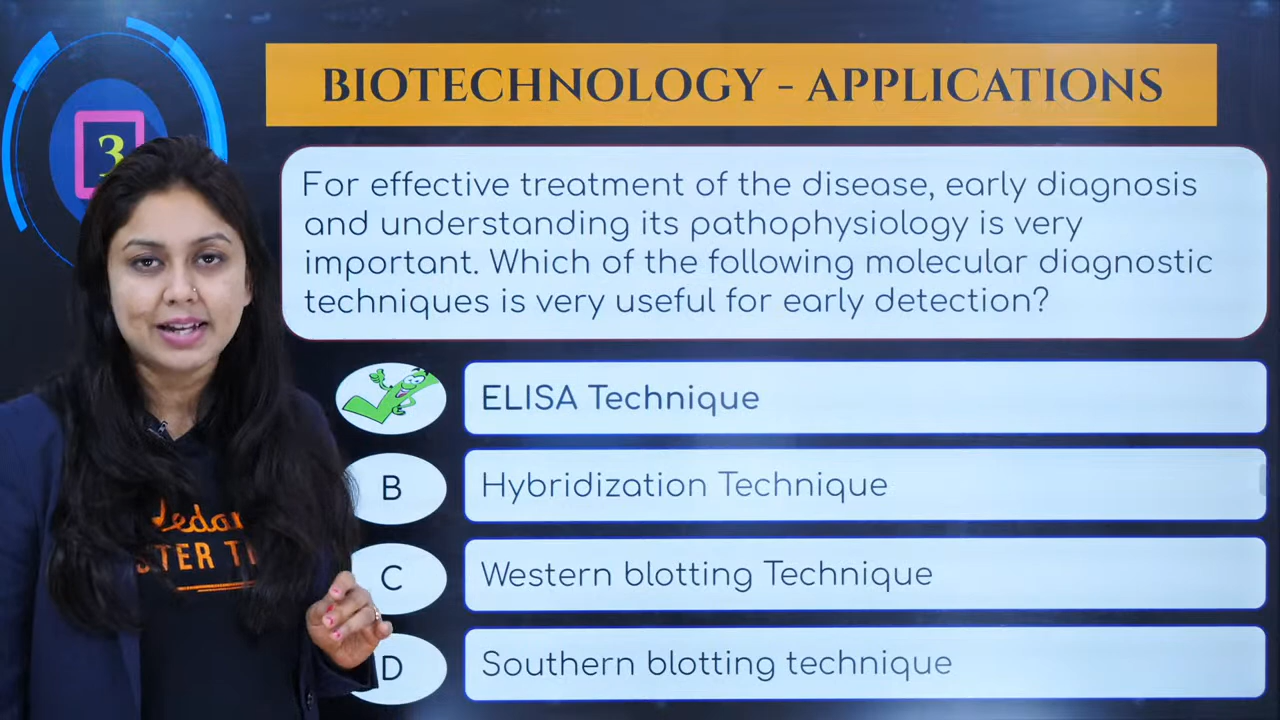 BIOTECHNOLOGY - APPLICATIONS
3
For effective treatment of the disease, early diagnosis
and understanding its pathophysiology is very
important. Which of the following molecular diagnostic
techniques is very useful for early detection?
ELISA Technique
B
Hybridization Technique
C
Western blotting Technique
D
Southern blotting technique